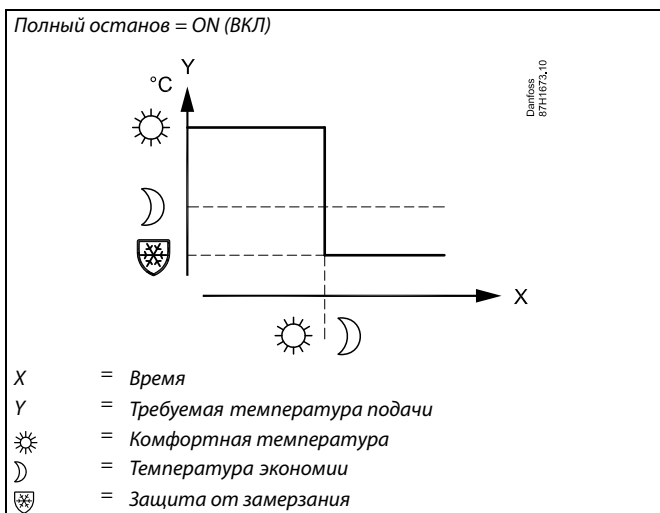 Полный останов = ON (ВКЛ)
Y
°C
Danfoss
87H1673.10
X
X = Время
Y = Требуемая температура подачи
= Комфортная температура
= Температура экономии
= Защита от замерзания